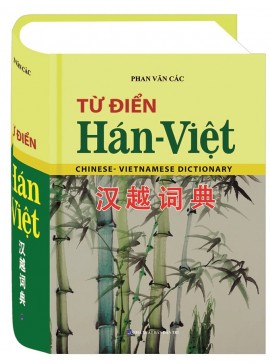 PHAN VĂN CÁC
TỪ ĐIỂN
Hán-Việt
CHINESE- VIETNAMESE DICTIONARY
汉越词典
TỪ ĐIỂN
Hán
Việt
汉越词典